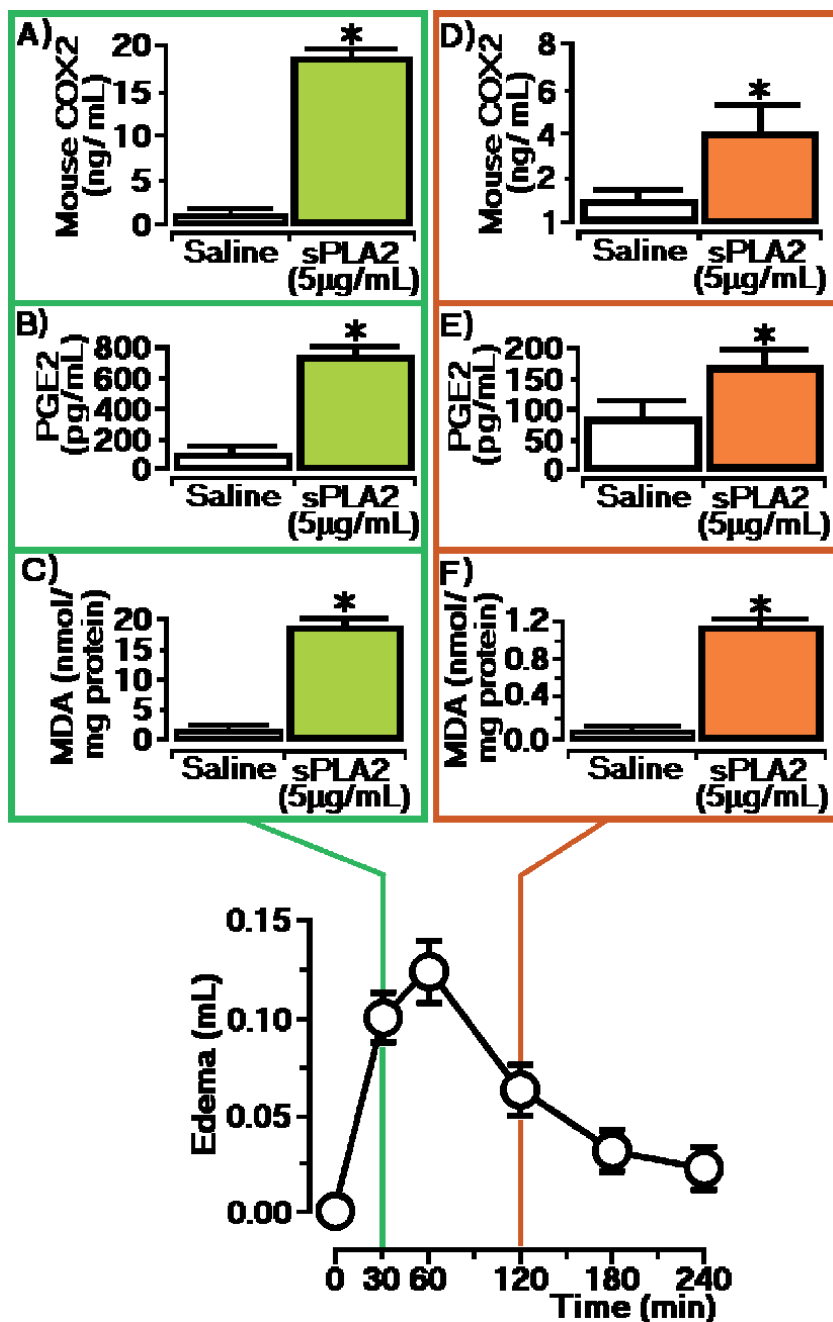 A)
Mouse COX2
(ng/ mL)
20
15
10
5
0
*
Saline
sPLA2
(5µg/mL)
D)
Mouse COX2
(ng/ mL)
8
6
4
2
1
*
Saline
sPLA2
(5µg/mL)
B)
PGE2
(pg/mL)
800
600
400
200
0
*
Saline
sPLA2
(5µg/mL)
E)
PGE2
(pg/mL)
200
150
100
50
0
*
Saline
sPLA2
(5µg/mL)
C)
MDA (nmol/
mg protein)
20
15
10
5
0
*
Saline
sPLA2
(5µg/mL)
F)
MDA (nmol/
mg protein)
1.2
0.8
0.4
0.0
*
Saline
sPLA2
(5µg/mL)
Edema (mL)
0.15
0.10
0.05
0.00
0 30 60 120 180 240
Time (min)